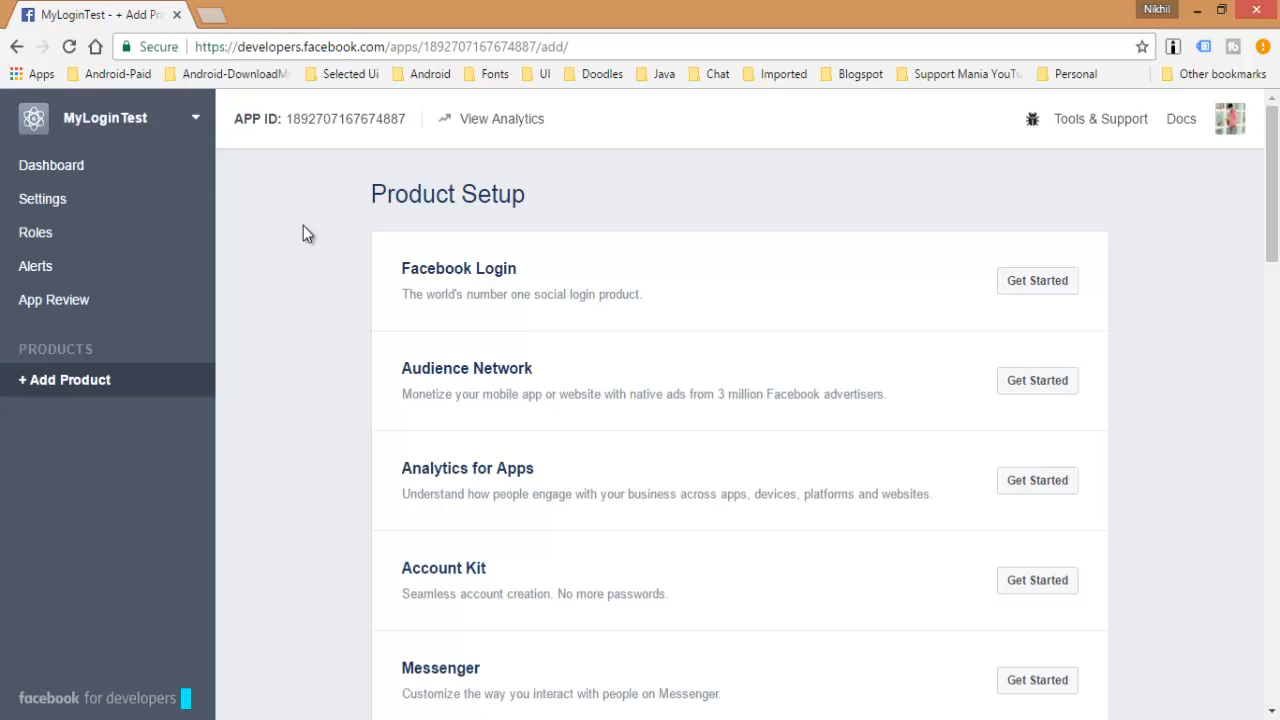 MyLoginTest - + Add Pro
Nikhil
Secure https://developers.facebook.com/apps/1892707167674887/add/
Apps Android-Paid Android-DownloadM Selected Ui Android Fonts UI Doodles Java Chat Imported Blogspot Support Mania YouTu Personal Other bookmarks
MyLoginTest
APP ID: 1892707167674887 View Analytics Tools & Support Docs
Dashboard
Settings
Roles
Alerts
App Review
PRODUCTS
+ Add Product
facebook for developers
Product Setup
Facebook Login
The world's number one social login product.
Get Started
Audience Network
Monetize your mobile app or website with native ads from 3 million Facebook advertisers.
Get Started
Analytics for Apps
Understand how people engage with your business across apps, devices, platforms and websites.
Get Started
Account Kit
Seamless account creation. No more passwords.
Get Started
Messenger
Customize the way you interact with people on Messenger.
Get Started